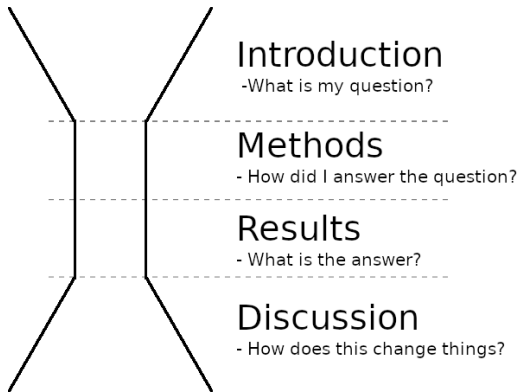 Introduction
-What is my question?
Methods
- How did I answer the question?
Results
- What is the answer?
Discussion
- How does this change things?